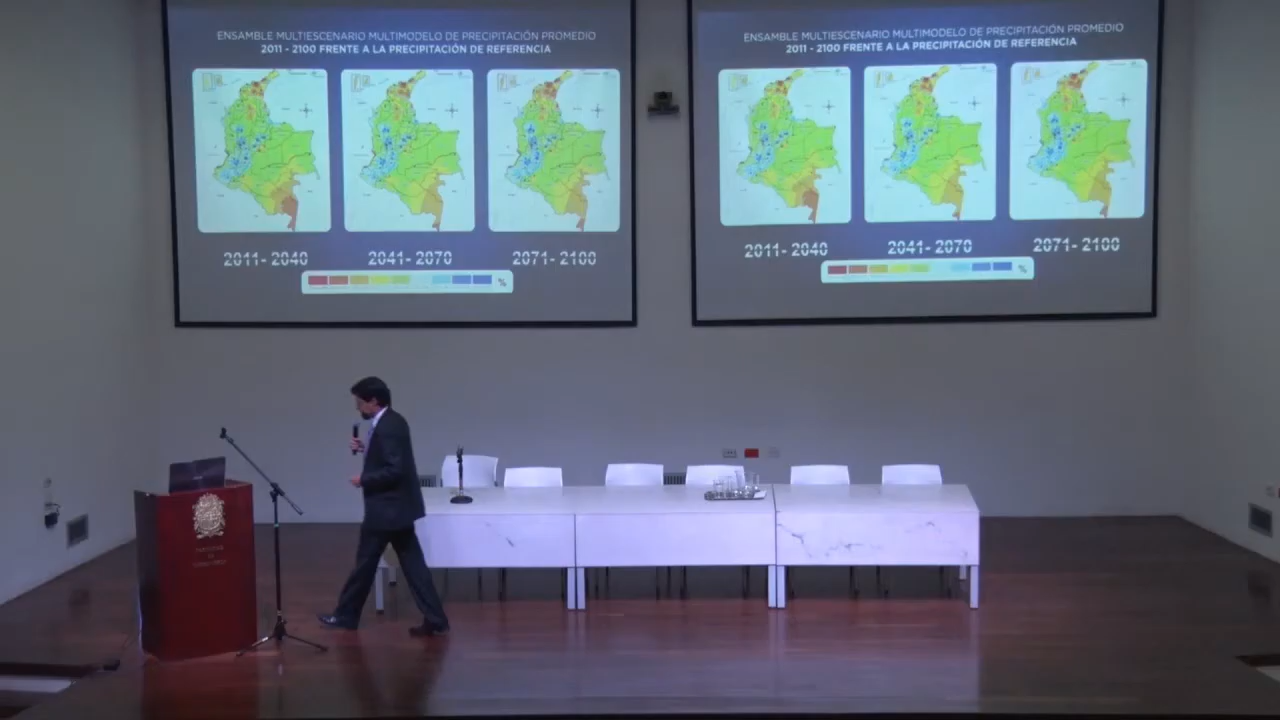 ENSAMBLE MULTIESCENARIO MULTIMODELO DE PRECIPITACIÓN PROMEDIO
2011 - 2100 FRENTE A LA PRECIPITACIÓN DE REFERENCIA
2011- 2040
2041- 2070
2071- 2100
%
ENSAMBLE MULTIESCENARIO MULTIMODELO DE PRECIPITACIÓN PROMEDIO
2011 - 2100 FRENTE A LA PRECIPITACIÓN DE REFERENCIA
2011- 2040
2041- 2070
2071- 2100
%